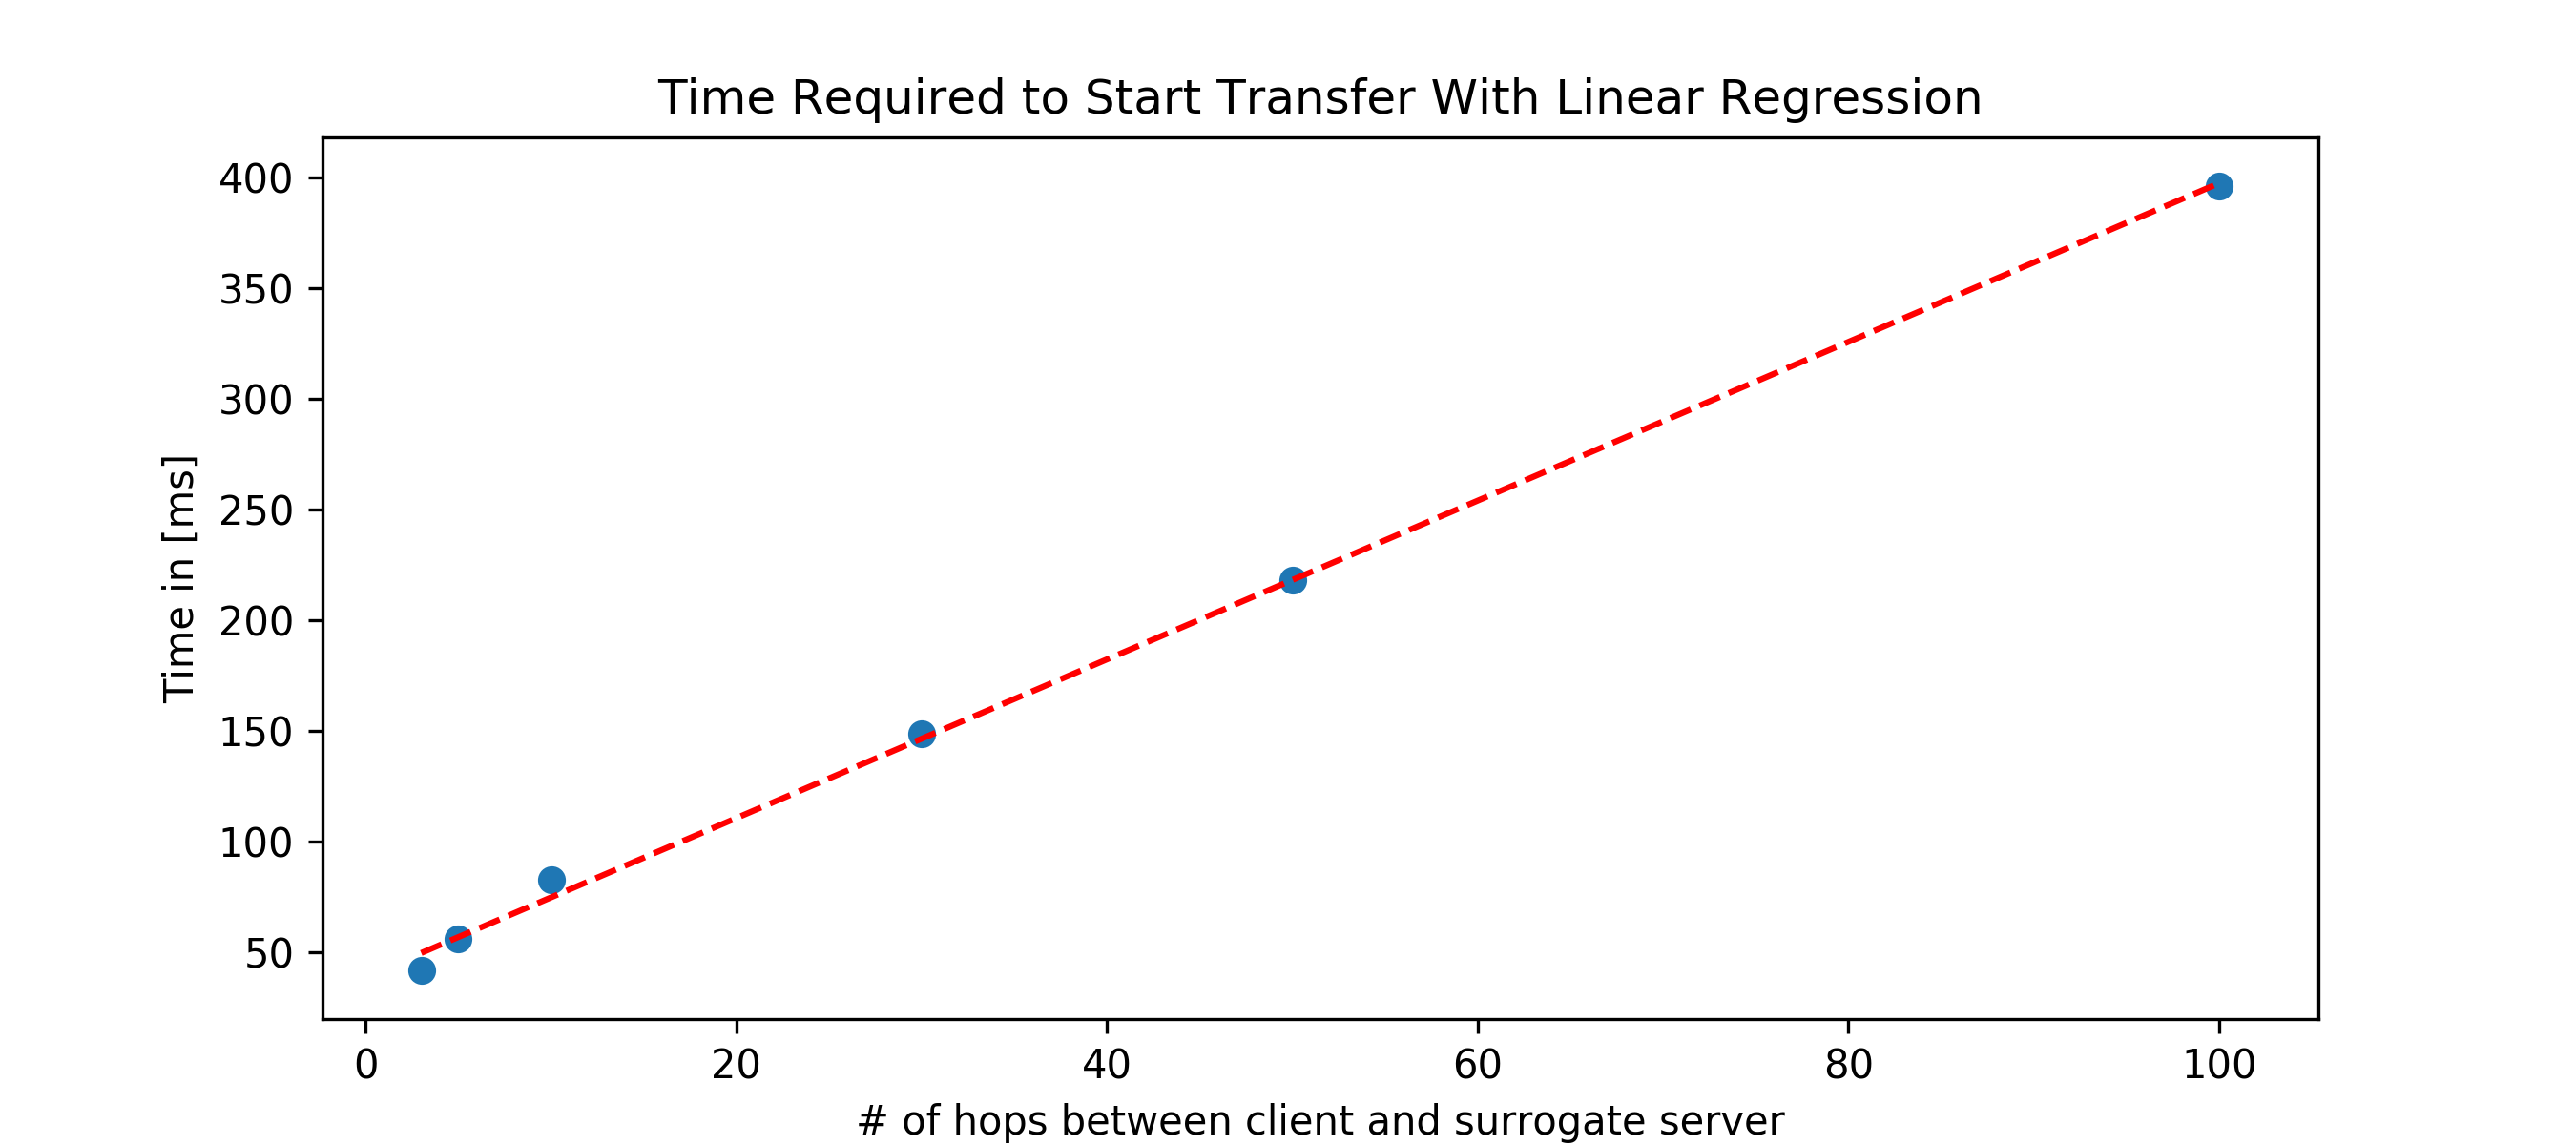 Time Required to Start Transfer With Linear Regression
400
350
300
250
200
150
100
50
Time in [ms]
0 20 40 60 80 100
# of hops between client and surrogate server